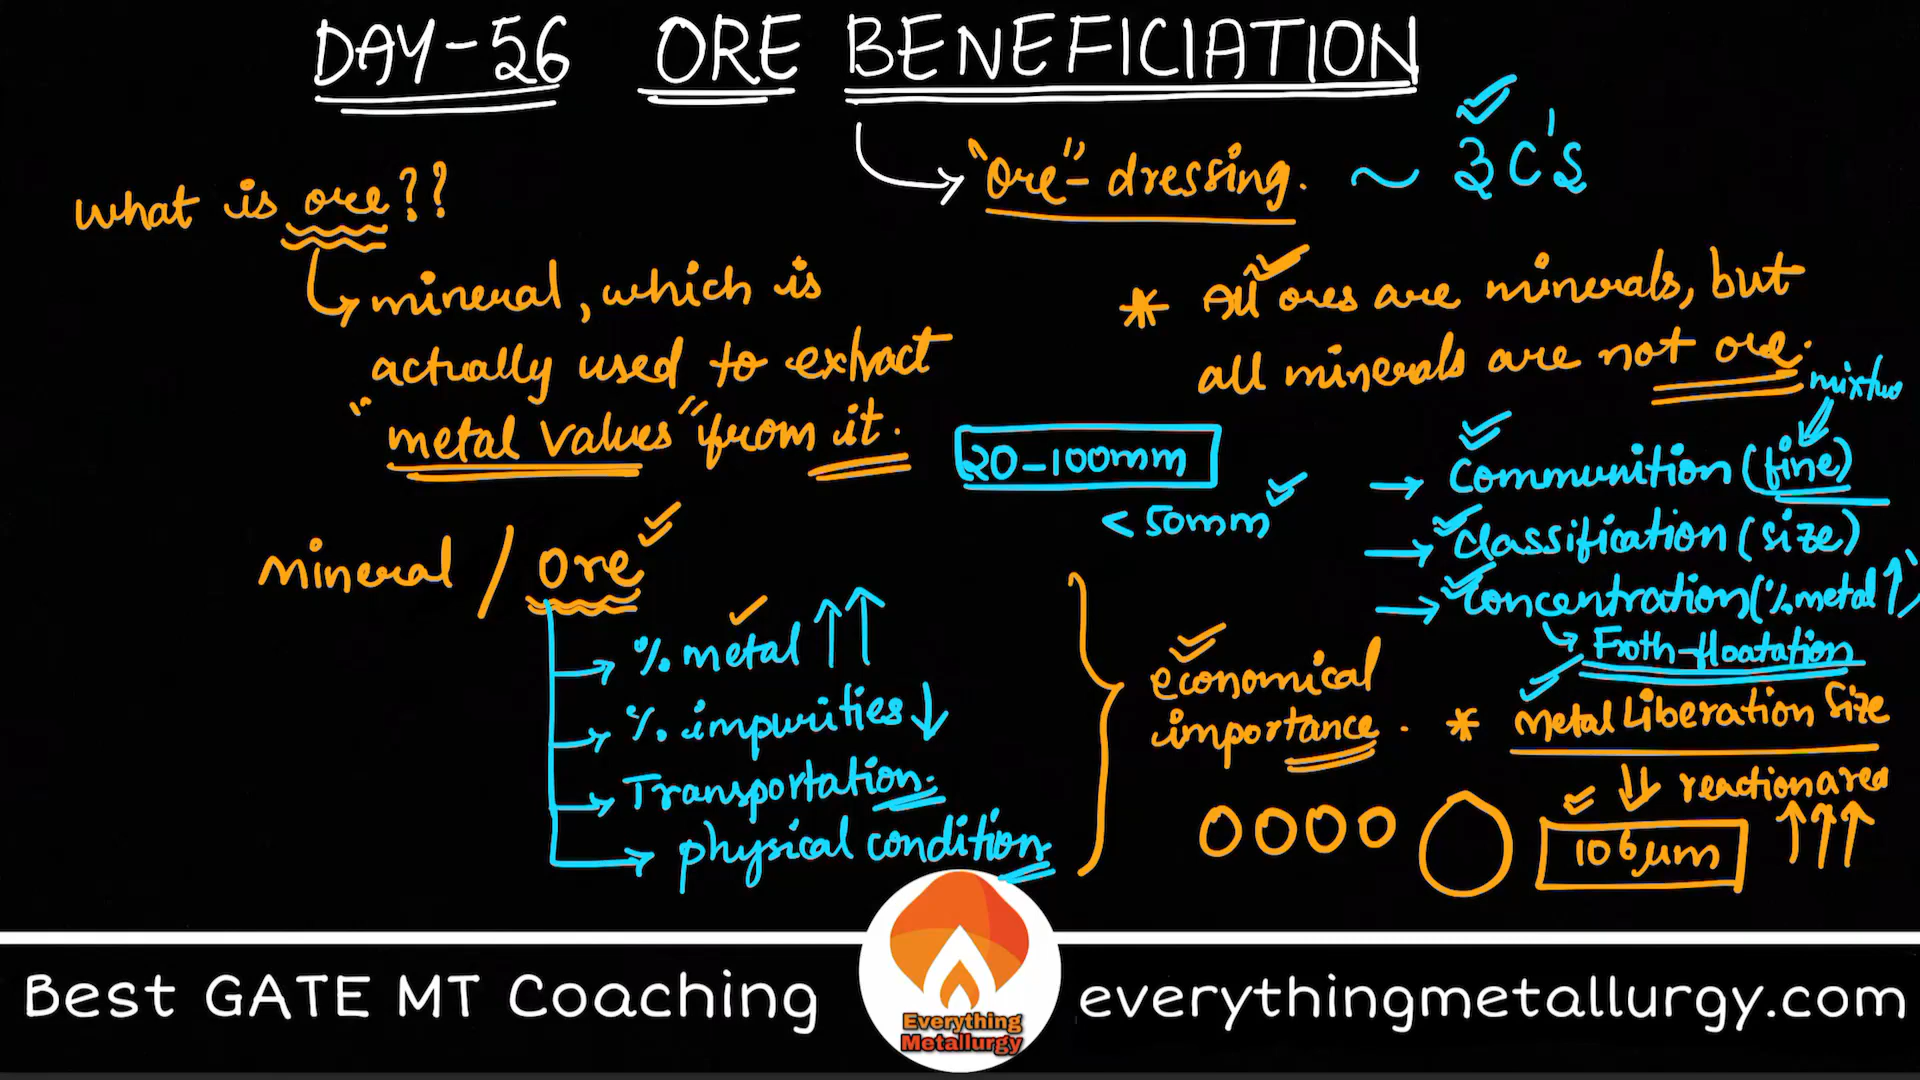 DAY-56 ORE BENEFICIATION
"Ore"-dressing. ~ 3C's
What is ore??
mineral, which is
actually used to extract
"metal values" from it.
* All ores are minerals, but
all minerals are not ore.
20-100mm
< 50mm
→ Communition (fine)
→ Classification (size)
→ Concentration (% metal ↑)
→ Froth-floatation
mineral / Ore
→ % metal ↑↑
→ % impurities ↓
→ Transportation.
→ physical condition
economical
importance.
* Metal Liberation Size
reaction area
↑↑↑
106 μm
Best GATE MT Coaching
Everything
Metallurgy
everythingmetallurgy.com